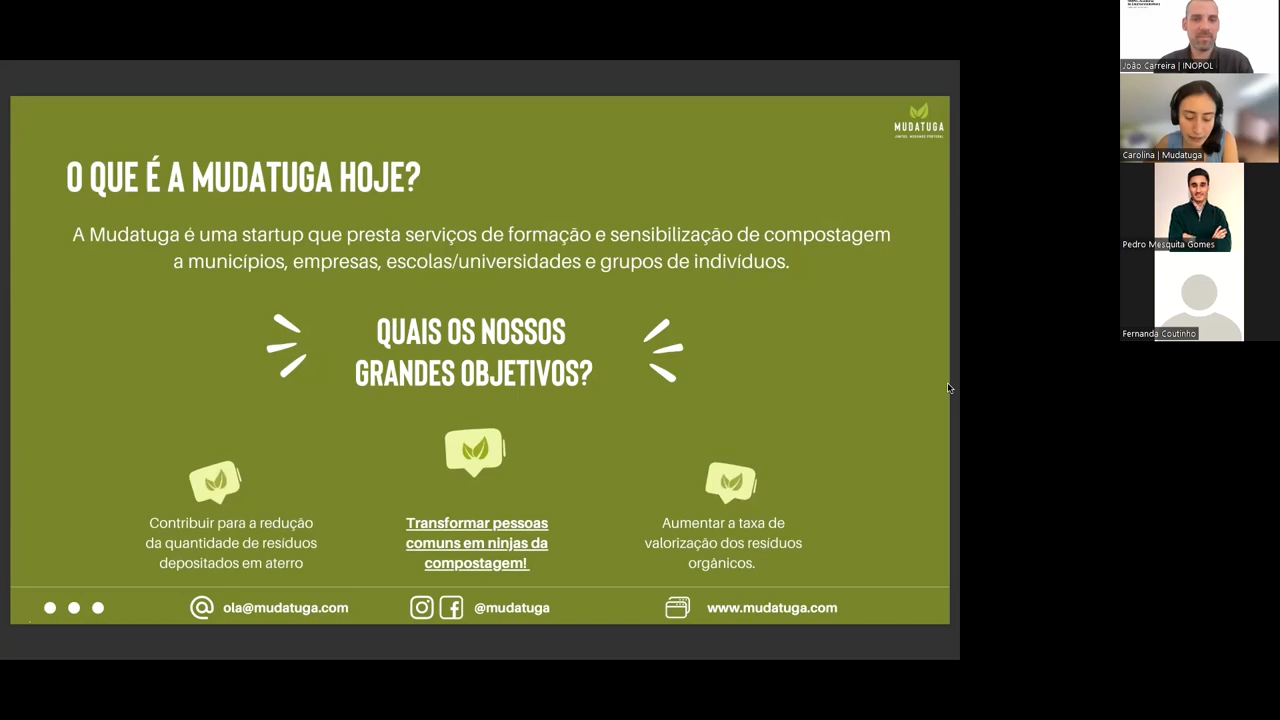 MUDATUGA
JUNTOS, MUDAMOS PORTUGAL
O QUE É A MUDATUGA HOJE?
A Mudatuga é uma startup que presta serviços de formação e sensibilização de compostagem
a municípios, empresas, escolas/universidades e grupos de indivíduos.
QUAIS OS NOSSOS
GRANDES OBJETIVOS?
Contribuir para a redução
da quantidade de resíduos
depositados em aterro
Transformar pessoas
comuns em ninjas da
compostagem!
Aumentar a taxa de
valorização dos resíduos
orgânicos.
ola@mudatuga.com
@mudatuga
www.mudatuga.com
João Carreira | INOPOL
Carolina | Mudatuga
Pedro Mesquita Gomes
Fernanda Coutinho